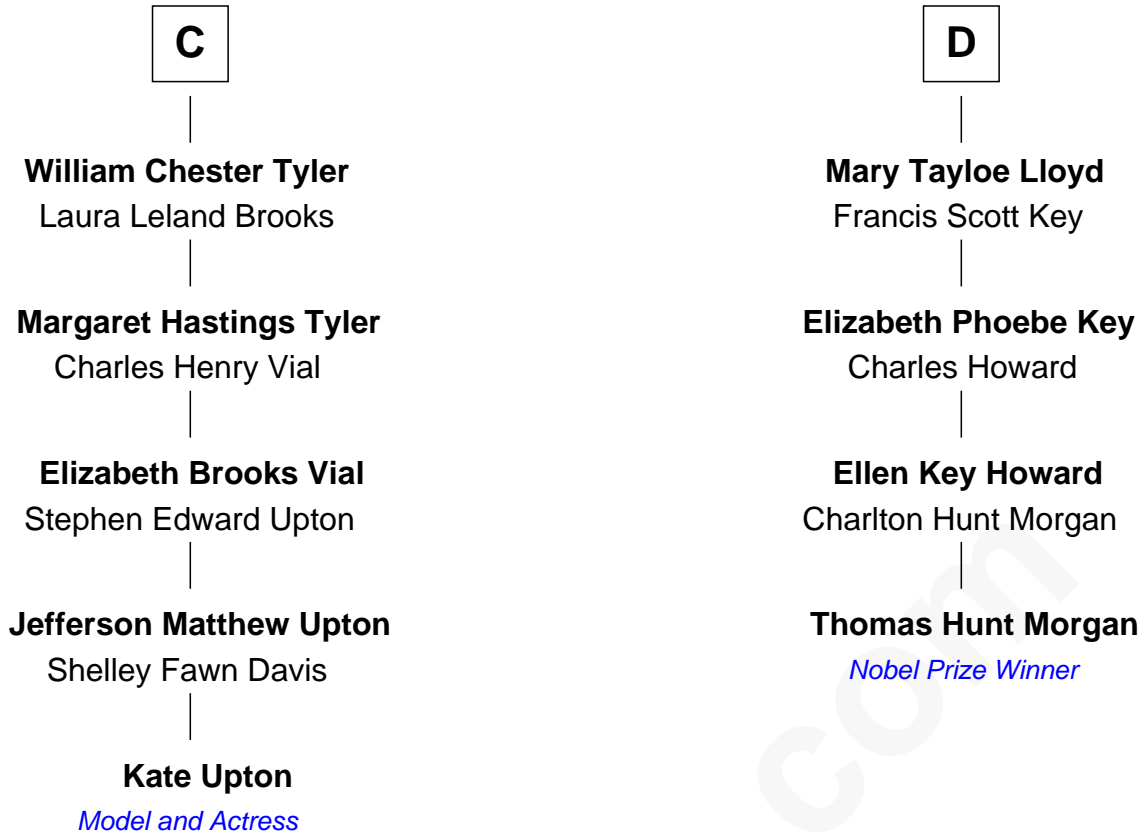 C
William Chester Tyler
Laura Leland Brooks
Margaret Hastings Tyler
Charles Henry Vial
Elizabeth Brooks Vial
Stephen Edward Upton
Jefferson Matthew Upton
Shelley Fawn Davis
Kate Upton
Model and Actress
D
Mary Tayloe Lloyd
Francis Scott Key
Elizabeth Phoebe Key
Charles Howard
Ellen Key Howard
Charlton Hunt Morgan
Thomas Hunt Morgan
Nobel Prize Winner
com